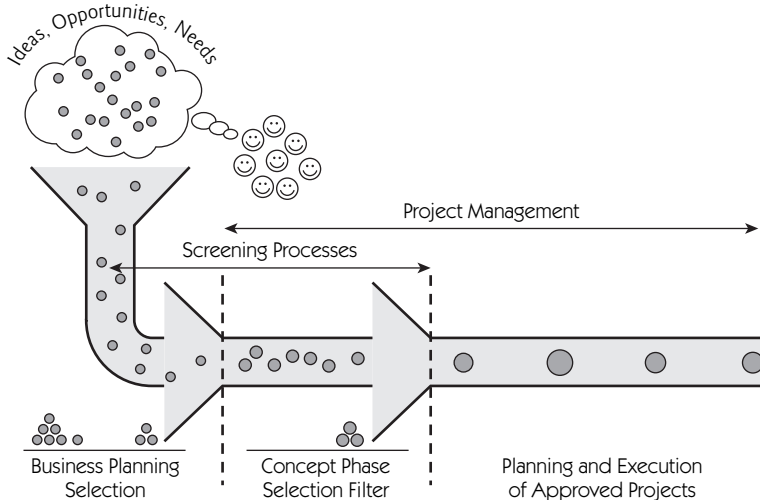 Ideas, Opportunities, Needs
Project Management
Screening Processes
Business Planning
Selection
Concept Phase
Selection Filter
Planning and Execution
of Approved Projects